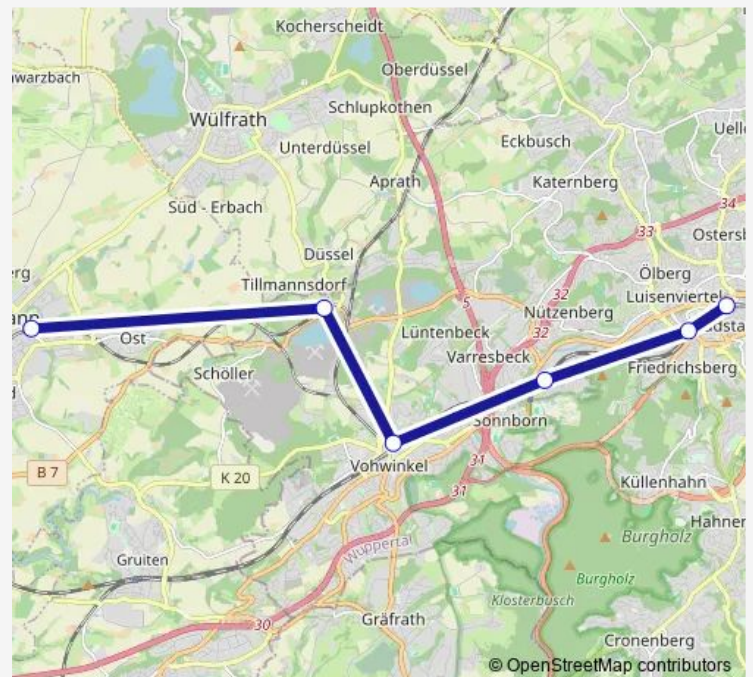 Kocherscheidt
warzbach
Oberdüssel
Schlupkothen
Wülfrath
Unterdüssel
Eckbusch
Uell
Aprath
Katernberg
34
Süd - Erbach
33
Ostersb
Düssel
Ölberg
erg
Tillmannsdorf
32
Luisenviertel
5
Nützenberg
ann
Ost
Lüntenbeck
32
dsta
Varresbeck
Schöller
Friedrichsberg
Sonnborn
31
Vohwinkel
B 7
K 20
31
Küllenhahn
Hahner
Burgholz
Wuppertal
Gruiten
Burgholz
Klosterbusch
Gräfrath
30
Cronenberg
© OpenStreetMap contributors